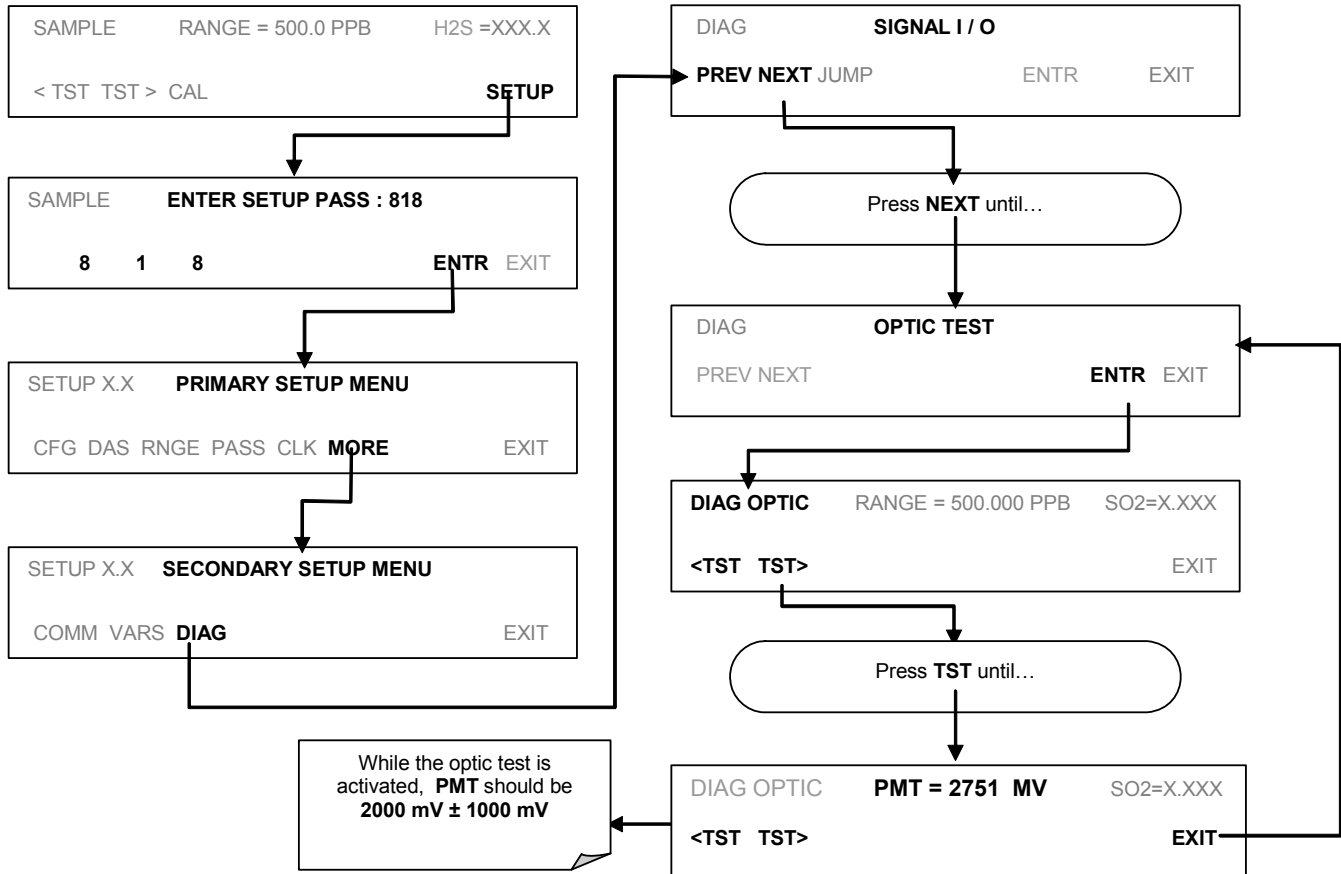 SAMPLE RANGE = 500.0 PPB H2S =XXX.X
< TST TST > CAL SETUP
SAMPLE ENTER SETUP PASS : 818
8 1 8 ENTR EXIT
SETUP X.X PRIMARY SETUP MENU
CFG DAS RNGE PASS CLK MORE EXIT
SETUP X.X SECONDARY SETUP MENU
COMM VARS DIAG EXIT
DIAG SIGNAL I / O
PREV NEXT JUMP ENTR EXIT
Press NEXT until…
DIAG OPTIC TEST
PREV NEXT ENTR EXIT
DIAG OPTIC RANGE = 500.000 PPB SO2=X.XXX
<TST TST> EXIT
Press TST until…
DIAG OPTIC PMT = 2751 MV SO2=X.XXX
<TST TST> EXIT
While the optic test is
activated, PMT should be
2000 mV ± 1000 mV